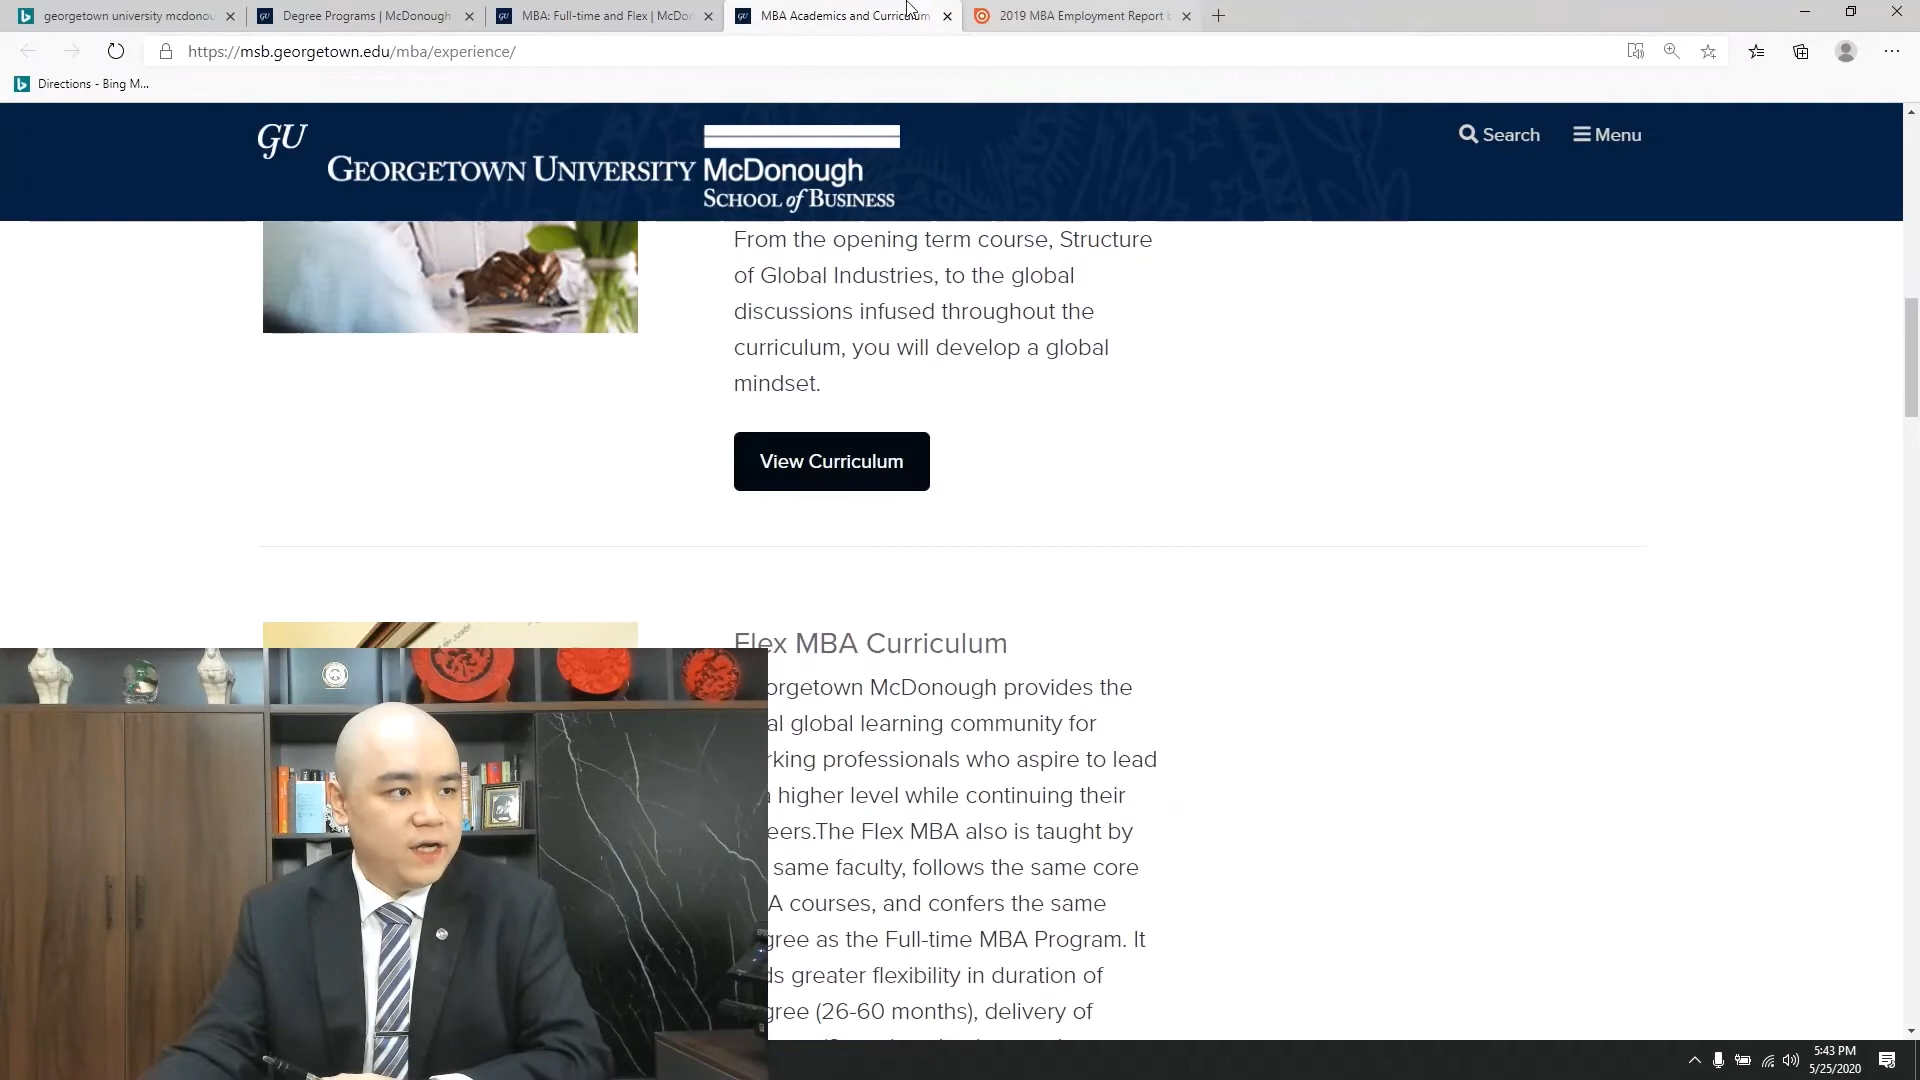 georgetown university mcdonou
Degree Programs | McDonough
MBA: Full-time and Flex | McDon
MBA Academics and Curriculum
2019 MBA Employment Report b
https://msb.georgetown.edu/mba/experience/
Directions - Bing M...
GU
GEORGETOWN UNIVERSITY
McDonough
SCHOOL of BUSINESS
Search
Menu
From the opening term course, Structure
of Global Industries, to the global
discussions infused throughout the
curriculum, you will develop a global
mindset.
View Curriculum
Flex MBA Curriculum
orgetown McDonough provides the
al global learning community for
rking professionals who aspire to lead
higher level while continuing their
eers.The Flex MBA also is taught by
same faculty, follows the same core
A courses, and confers the same
gree as the Full-time MBA Program. It
ds greater flexibility in duration of
gree (26-60 months), delivery of
5:43 PM
5/25/2020